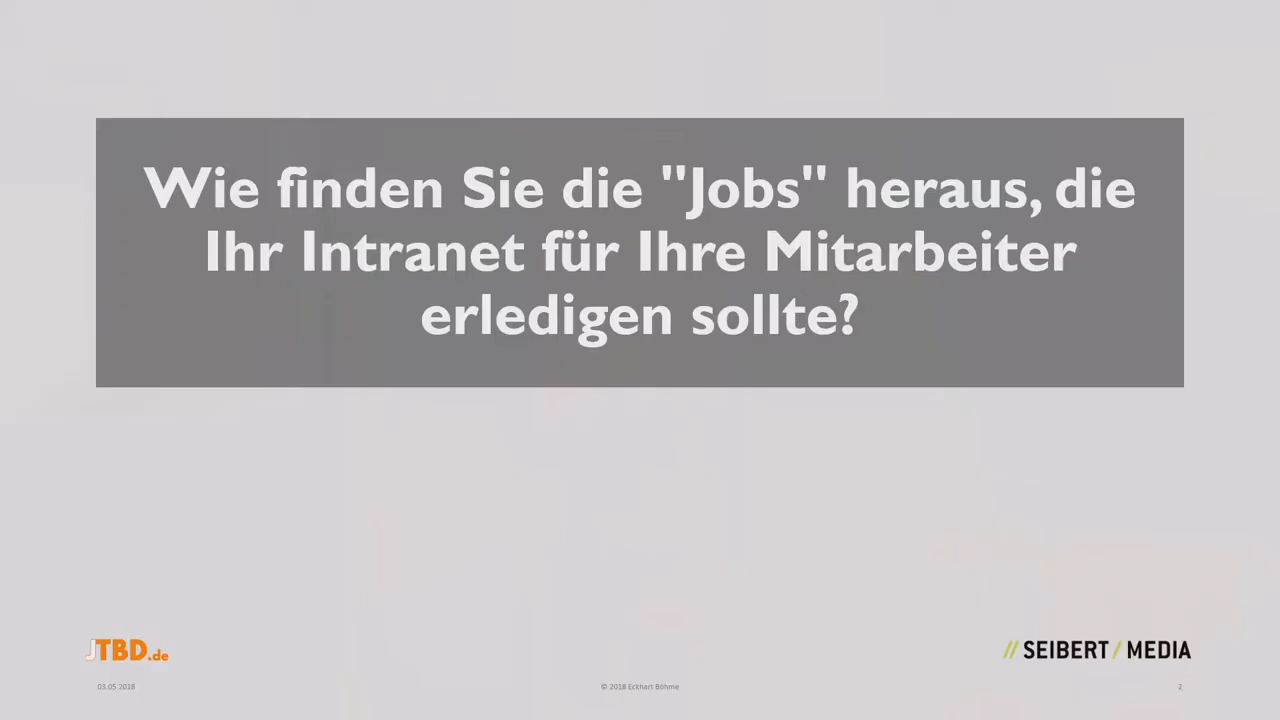 Wie finden Sie die "Jobs" heraus, die
Ihr Intranet für Ihre Mitarbeiter
erledigen sollte?
JTBD.de
// SEIBERT / MEDIA
03.05.2018
© 2018 Eckhart Böhme
2